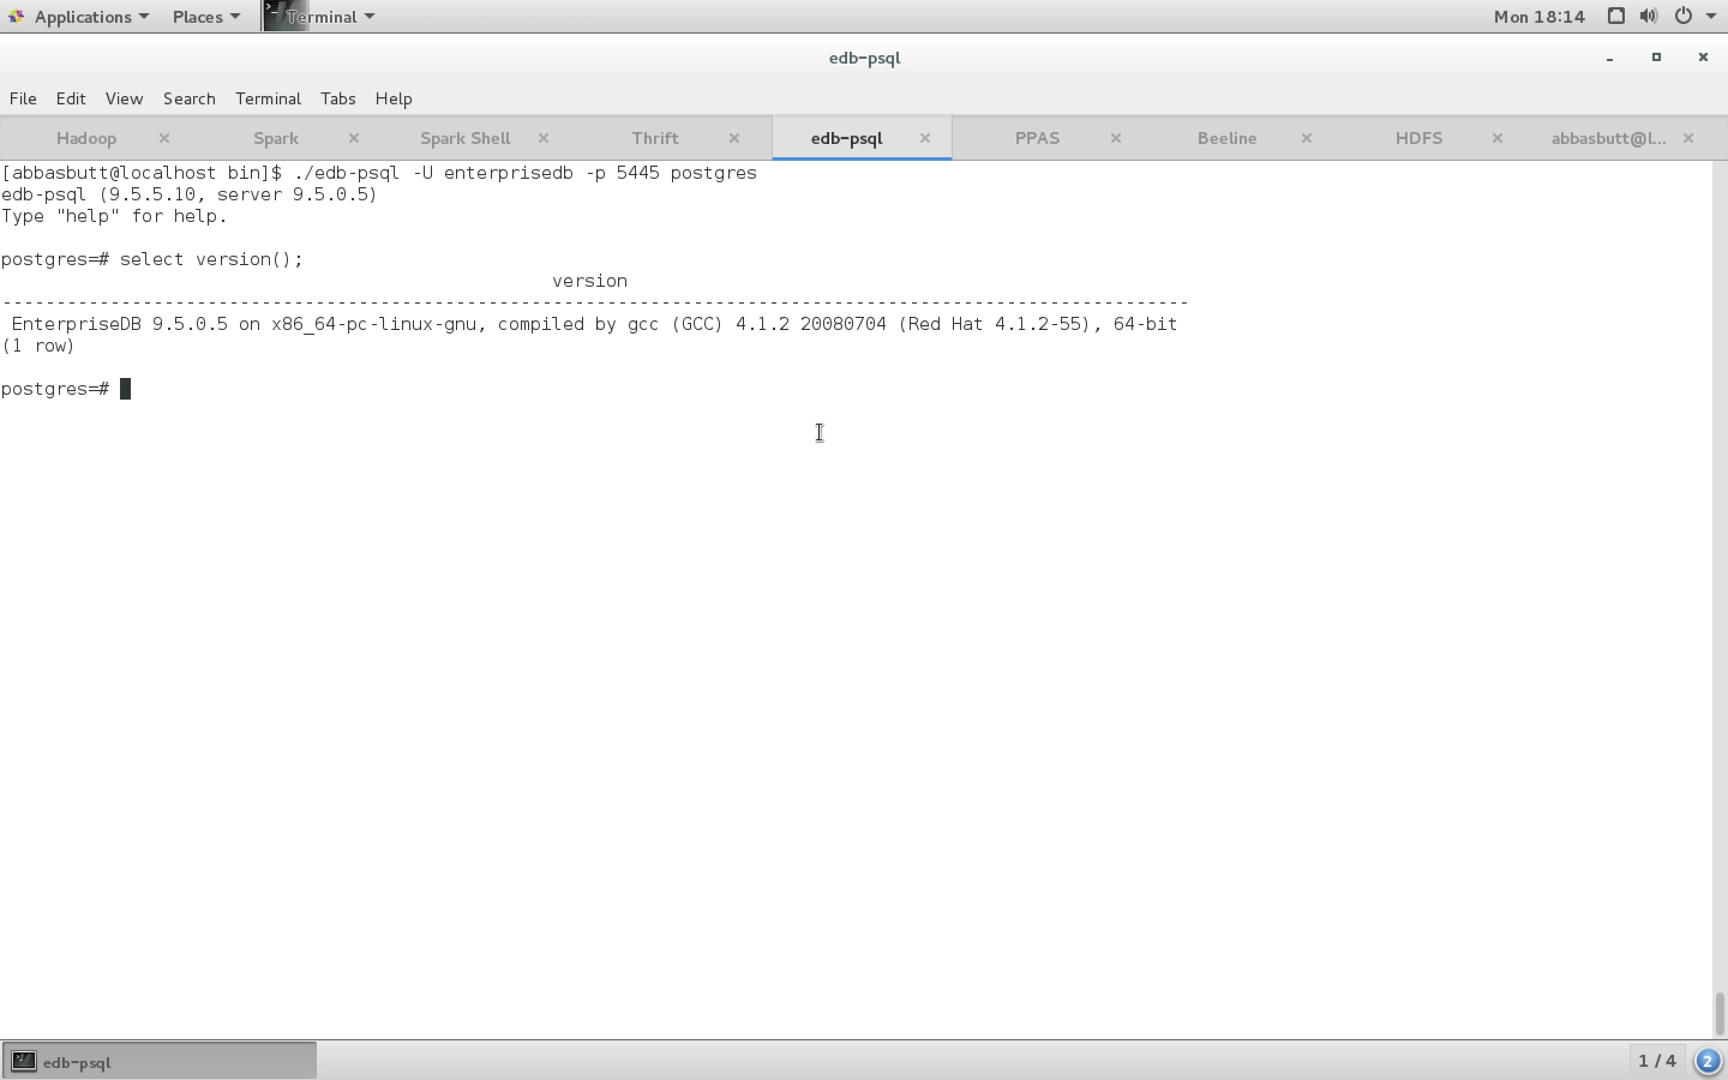 Applications Places Terminal Mon 18:14
edb-psql
File Edit View Search Terminal Tabs Help
Hadoop Spark Spark Shell Thrift edb-psql PPAS Beeline HDFS abbasbutt@l...
[abbasbutt@localhost bin]$ ./edb-psql -U enterprisedb -p 5445 postgres
edb-psql (9.5.5.10, server 9.5.0.5)
Type "help" for help.
postgres=# select version();
version
--------------------------------------------------------------------------------------------------------------
EnterpriseDB 9.5.0.5 on x86_64-pc-linux-gnu, compiled by gcc (GCC) 4.1.2 20080704 (Red Hat 4.1.2-55), 64-bit
(1 row)
postgres=#
edb-psql 1 / 4 2